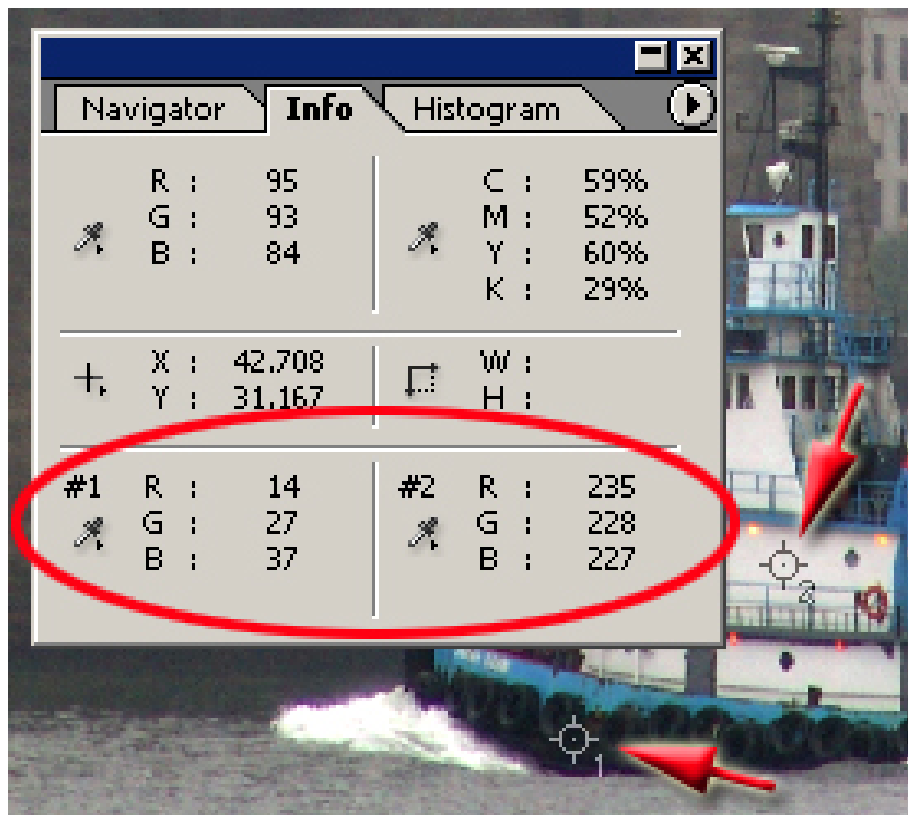 Navigator Info Histogram
R : 95 C : 59%
G : 93 M : 52%
B : 84 Y : 60%
K : 29%
X : 42,708 W :
Y : 31,167 H :
#1 R : 14 #2 R : 235
G : 27 G : 228
B : 37 B : 227
2
1